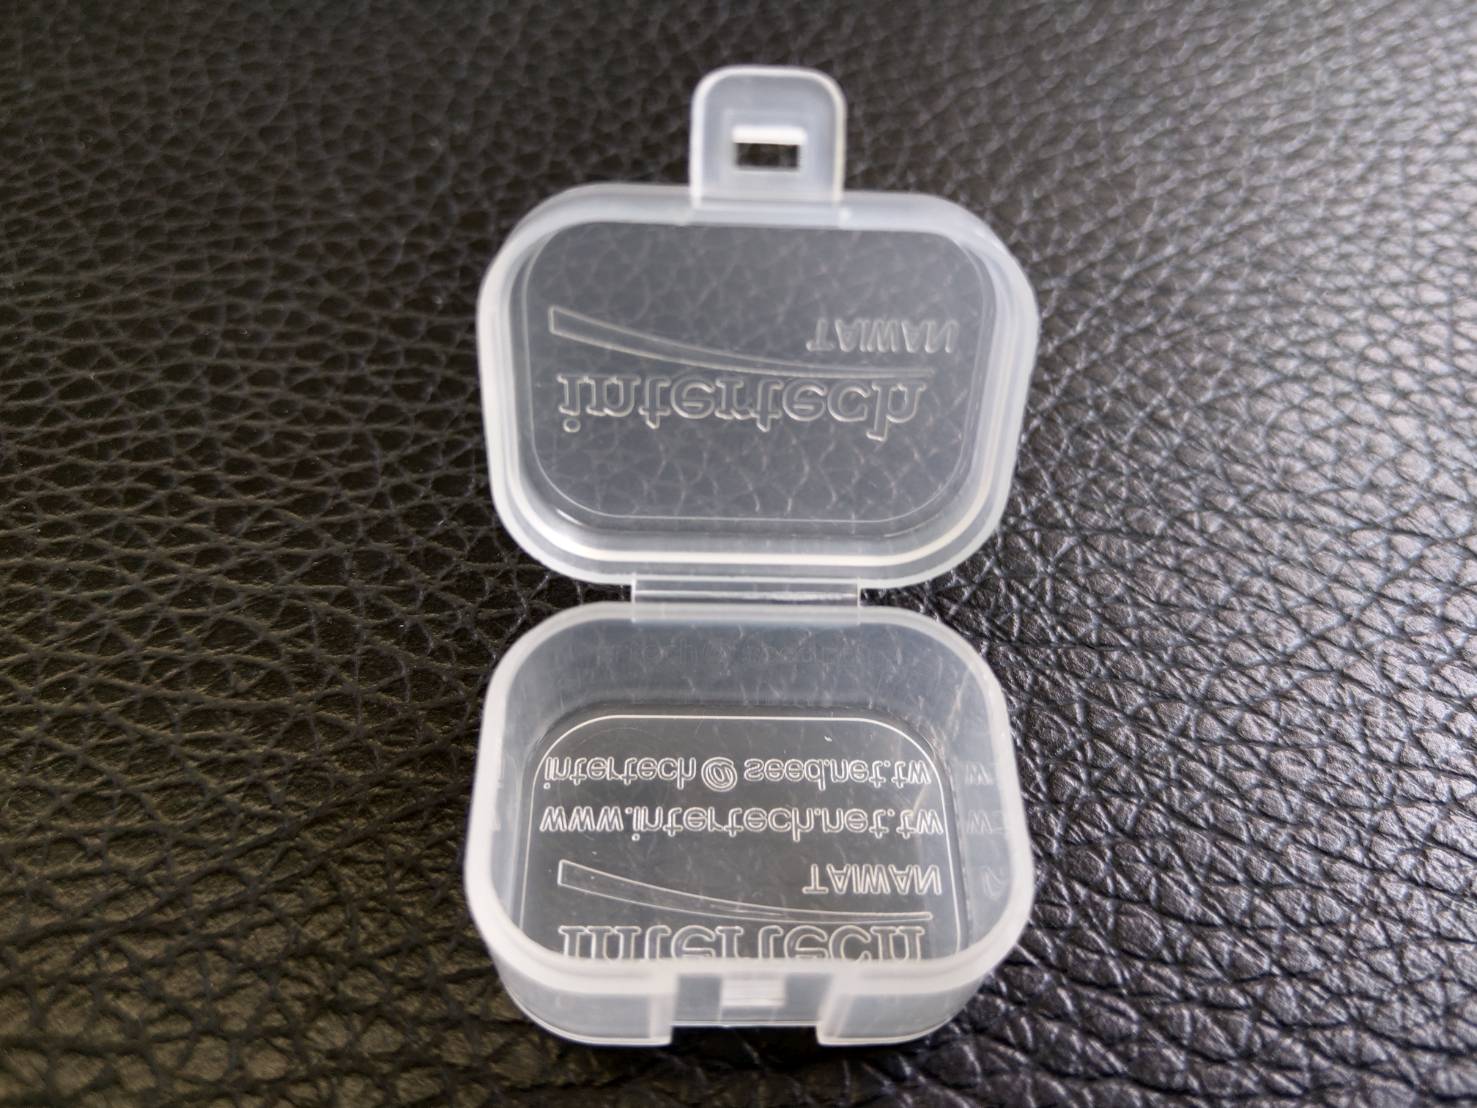 TAIWAN
intertech
intertech @ seed.net.tw
www.intertech.net.tw
TAIWAN
intertech